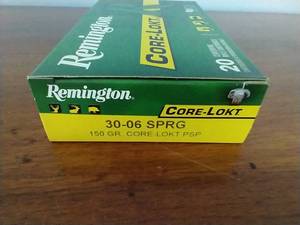 Remington
CORE-LOKT
20
Remington
CORE-LOKT
30-06 SPRG
150 GR. CORE LOKT PSP